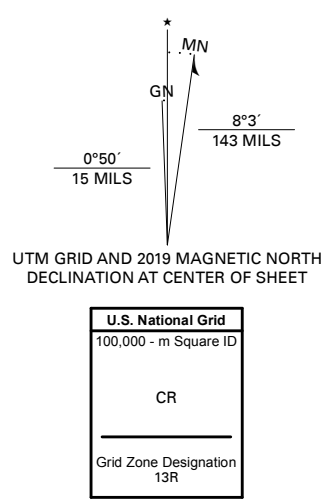 ★
MN
GN
8°3´
143 MILS
0°50´
15 MILS
UTM GRID AND 2019 MAGNETIC NORTH
DECLINATION AT CENTER OF SHEET
U.S. National Grid
100,000 - m Square ID
CR
Grid Zone Designation
13R